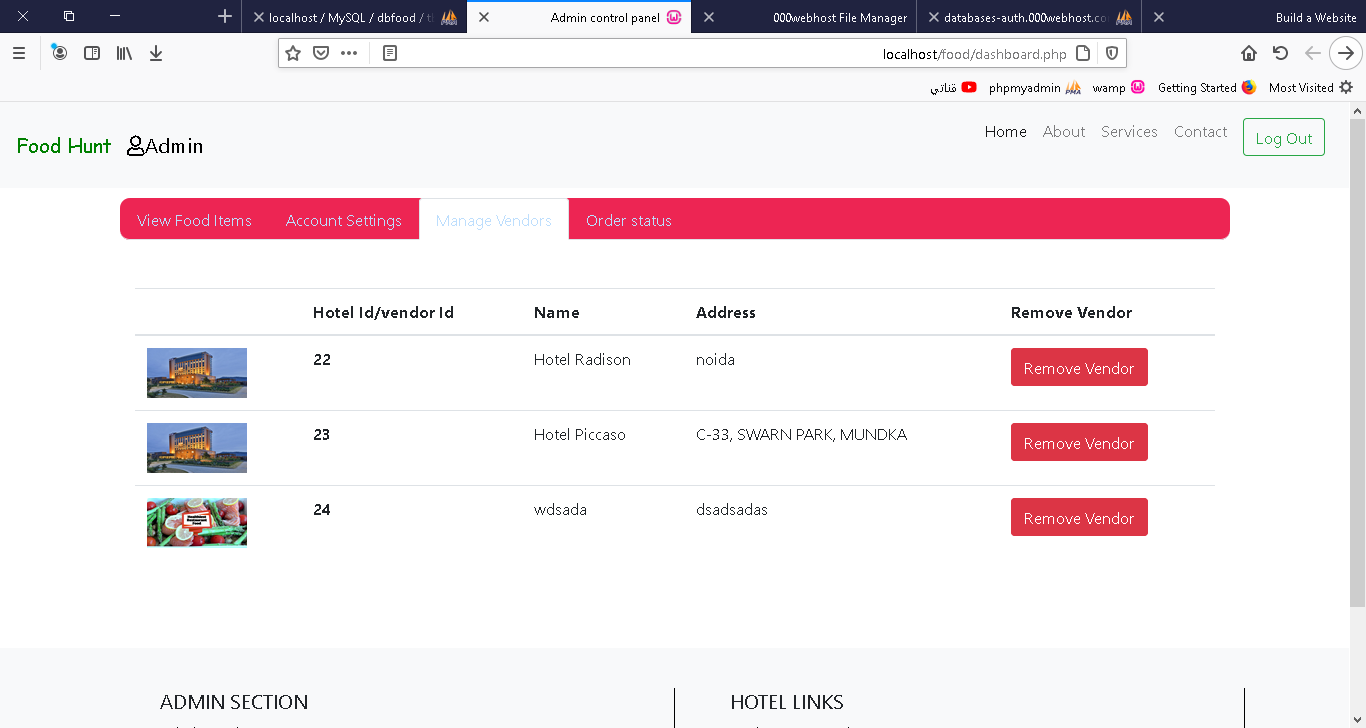 localhost / MySQL / dbfood / t
Admin control panel
000webhost File Manager
databases-auth.000webhost.co
Build a Website
localhost/food/dashboard.php
قناتي
phpmyadmin
wamp
Getting Started
Most Visited
Food Hunt Admin
Home About Services Contact Log Out
View Food Items Account Settings Manage Vendors Order status
Hotel Id/vendor Id Name Address Remove Vendor
22 Hotel Radison noida Remove Vendor
23 Hotel Piccaso C-33, SWARN PARK, MUNDKA Remove Vendor
24 wdsada dsadsadas Remove Vendor
ADMIN SECTION HOTEL LINKS